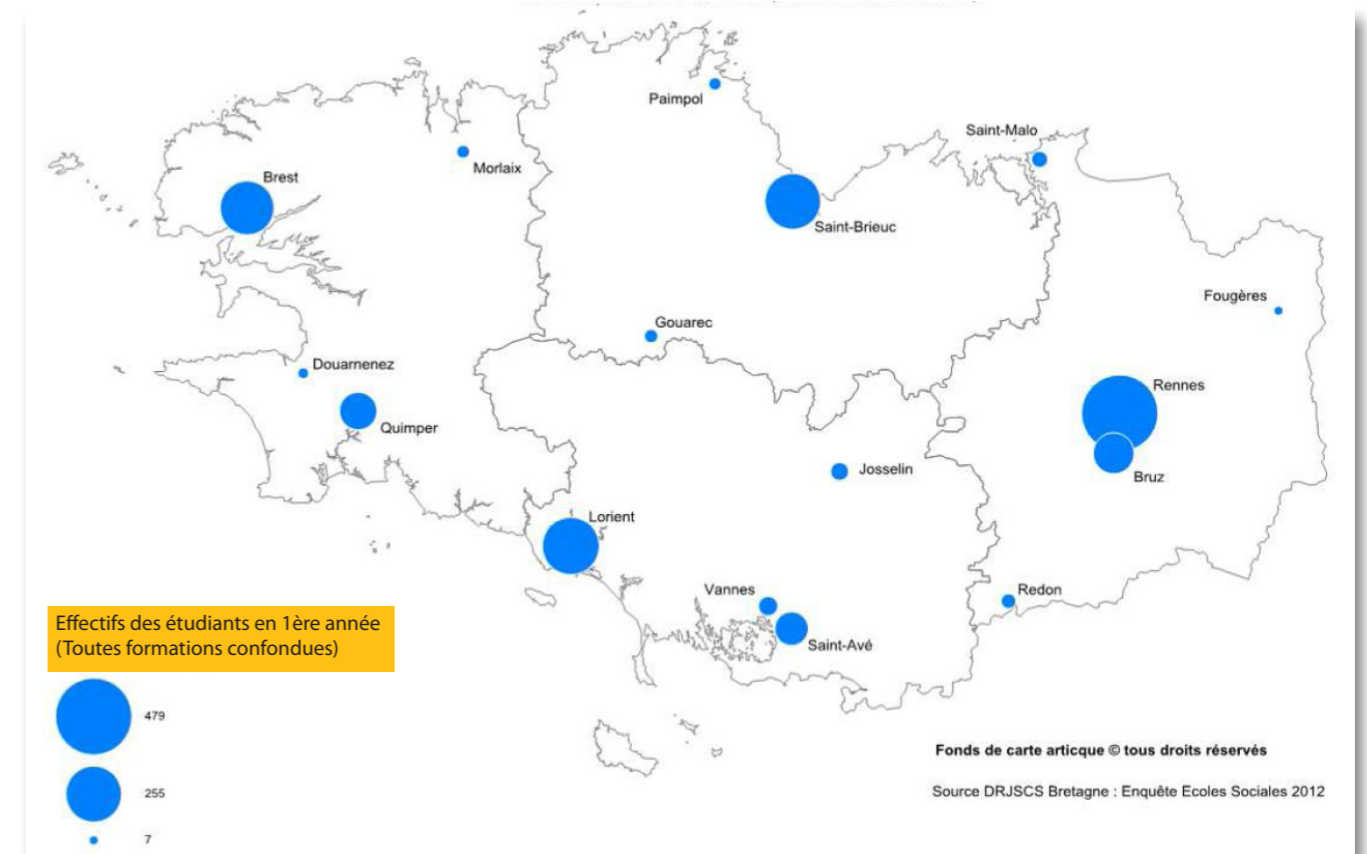 Paimpol
Saint-Malo
Morlaix
Brest
Saint-Brieuc
Fougères
Gouarec
Douarnenez
Rennes
Quimper
Josselin
Bruz
Lorient
Vannes
Redon
Saint-Avé
Effectifs des étudiants en 1ère année
(Toutes formations confondues)
479
255
7
Fonds de carte articque © tous droits réservés
Source DRJSCS Bretagne : Enquête Ecoles Sociales 2012